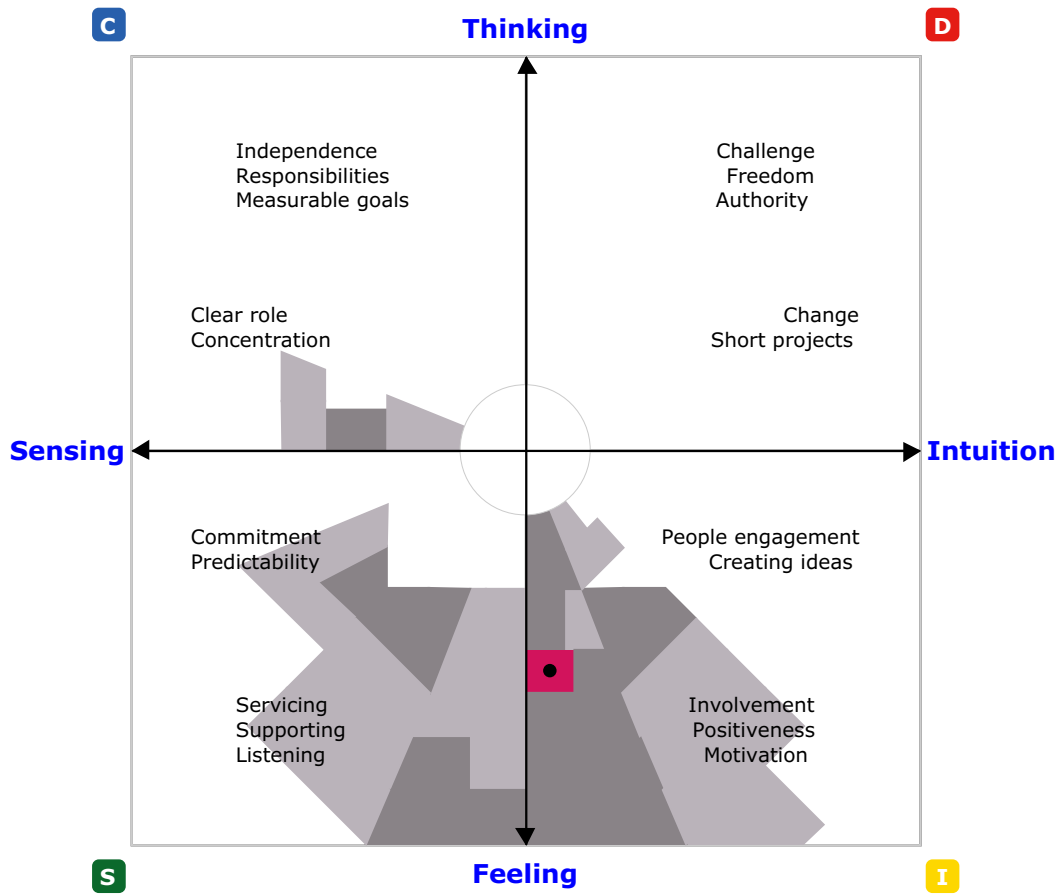 C
Thinking
D
Independence
Responsibilities
Measurable goals
Challenge
Freedom
Authority
Clear role
Concentration
Change
Short projects
Sensing
Intuition
Commitment
Predictability
People engagement
Creating ideas
Servicing
Supporting
Listening
Involvement
Positiveness
Motivation
S
Feeling
I